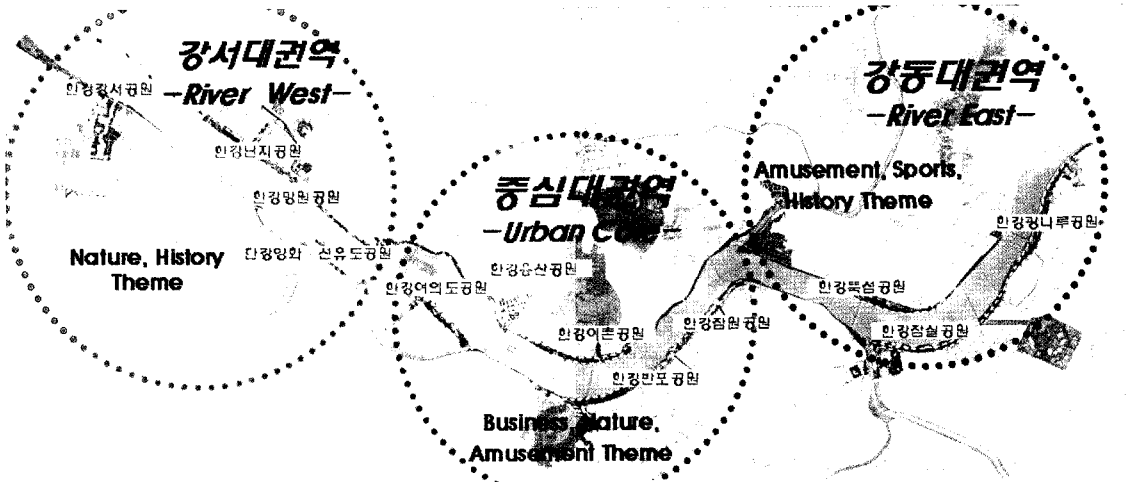 강서대권역
-River West-
한강강서공원
한강난지공원
한강망원공원
선유도공원
Nature, History
Theme
중심대권역
-Urban Core-
한강여의도공원
한강용산공원
한강이촌공원
한강잠원공원
한강반포공원
Business, Nature,
Amusement Theme
강동대권역
-River East-
Amusement, Sports,
History Theme
한강광나루공원
한강뚝섬공원
한강잠실공원